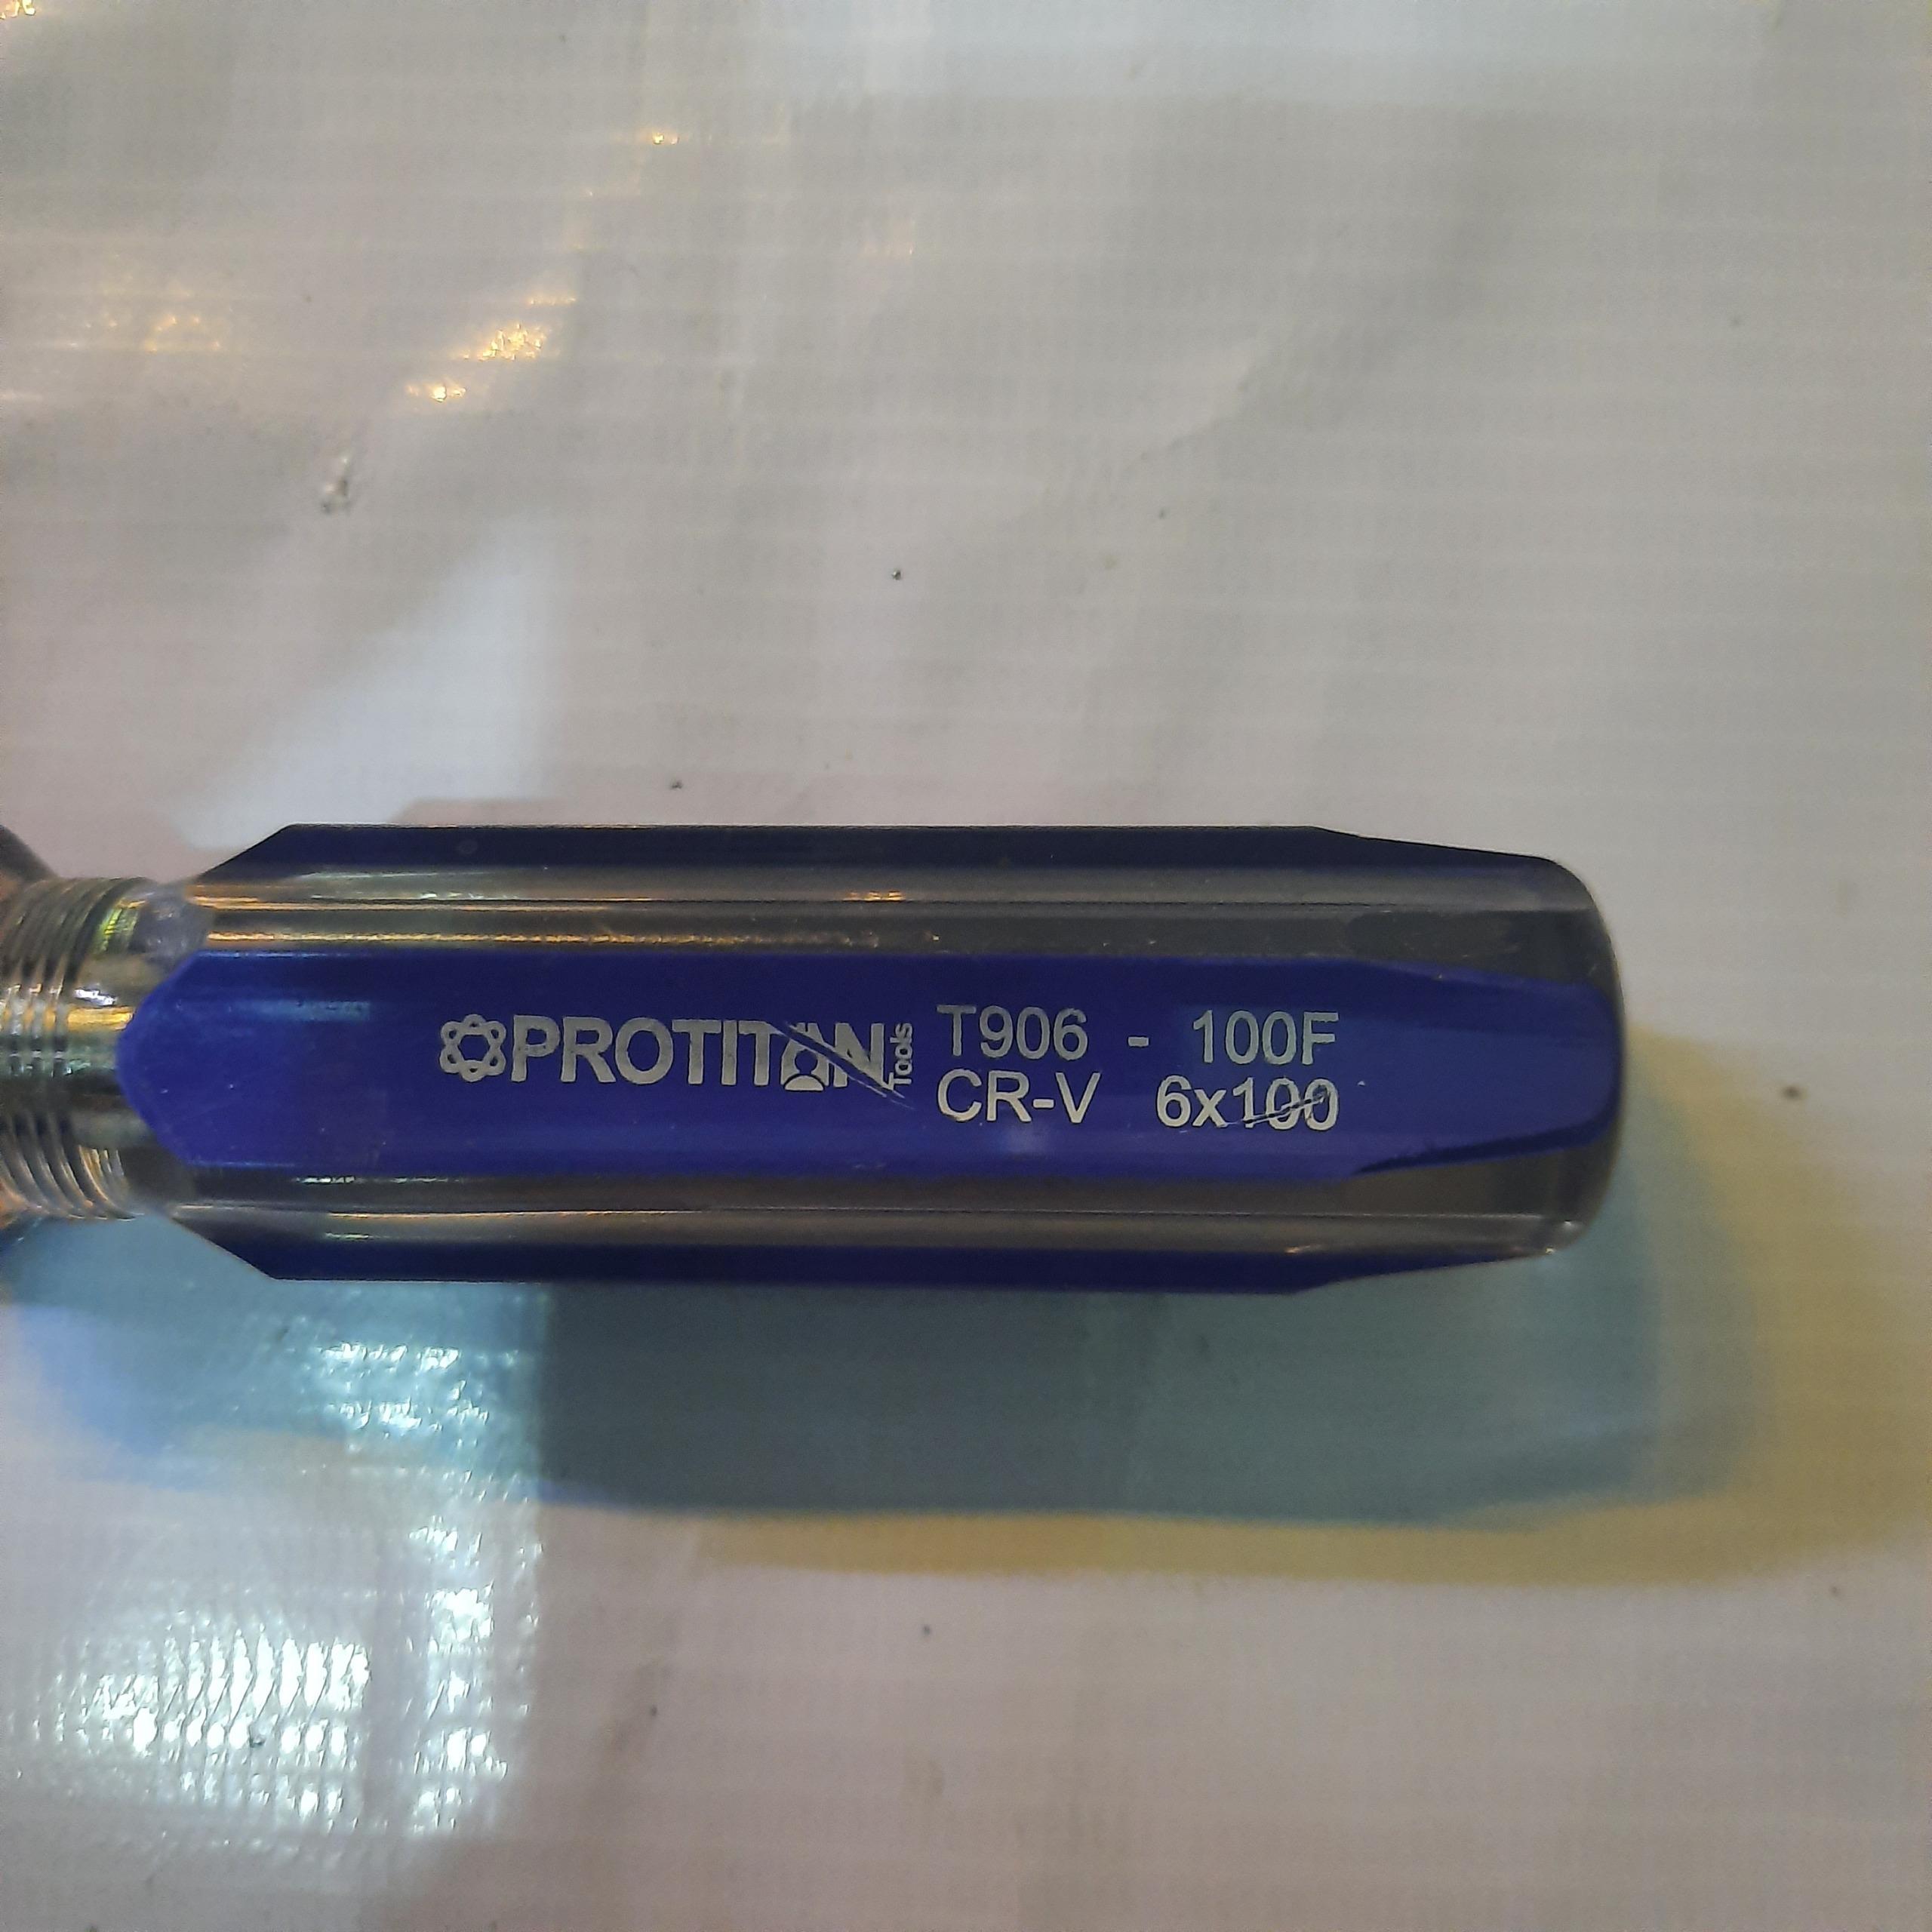 PROTITAN Tools
T906 - 100F
CR-V 6x100